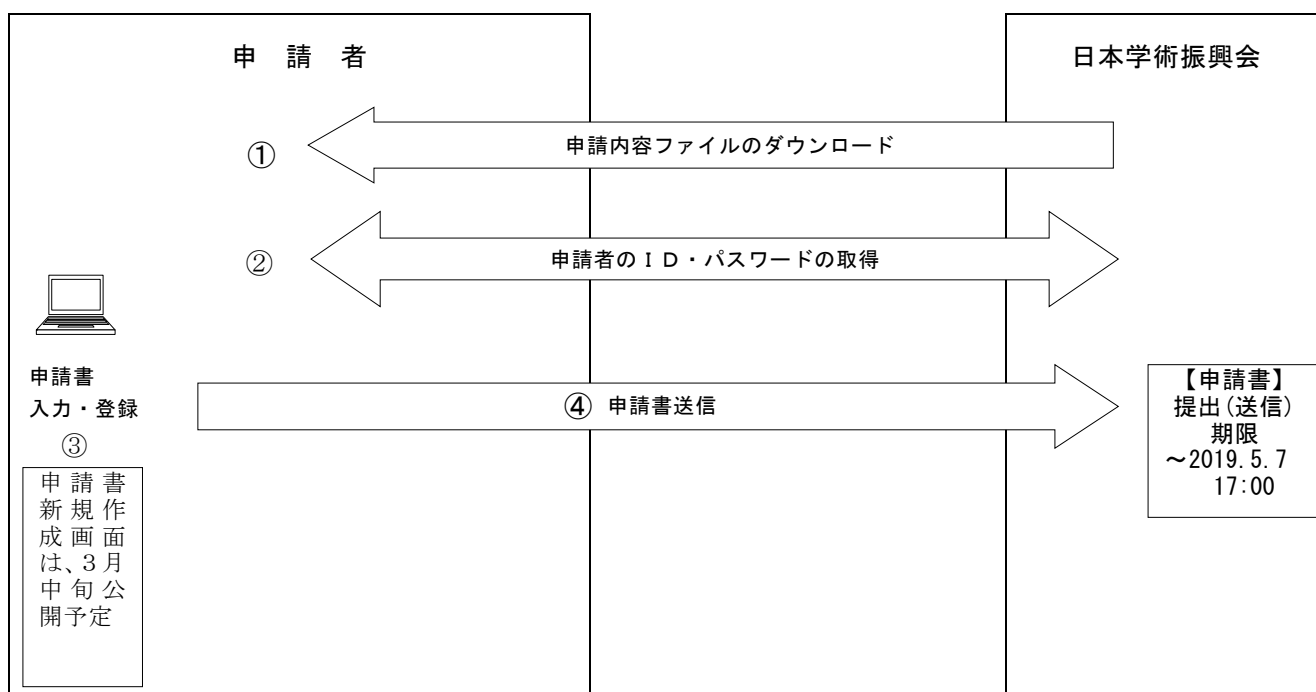 申 請 者
日本学術振興会
① 申請内容ファイルのダウンロード
② 申請者のＩＤ・パスワードの取得
申請書
入力・登録
③
④ 申請書送信
【申請書】
提出(送信)
期限
～2019.5.7
17:00
申請書
新規作
成画面
は、３月
中旬公
開予定